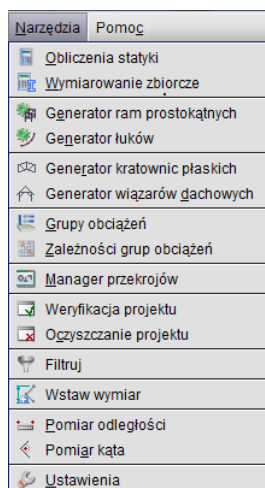 Narzędzia Pomoc
Obliczenia statyki
Wymiarowanie zbiorcze
Generator ram prostokątnych
Generator łuków
Generator kratownic płaskich
Generator wiązarów dachowych
Grupy obciążeń
Zależności grup obciążeń
Manager przekrojów
Weryfikacja projektu
Oczyszczanie projektu
Filtruj
Wstaw wymiar
Pomiar odległości
Pomiar kąta
Ustawienia